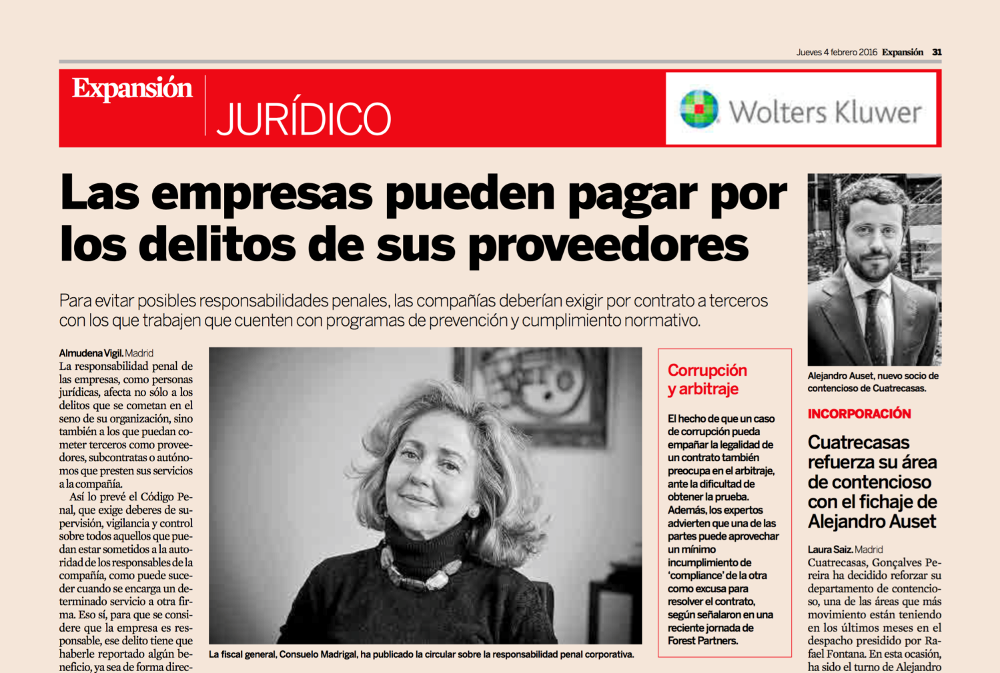 Jueves 4 febrero 2016 Expansión 31
Expansión
JURÍDICO
Wolters Kluwer
Las empresas pueden pagar por
los delitos de sus proveedores
Para evitar posibles responsabilidades penales, las compañías deberían exigir por contrato a terceros
con los que trabajen que cuenten con programas de prevención y cumplimiento normativo.
Almudena Vigil. Madrid
La responsabilidad penal de
las empresas, como personas
jurídicas, afecta no sólo a los
delitos que se cometan en el
seno de su organización, sino
también a los que puedan co-
meter terceros como provee-
dores, subcontratas o autóno-
mos que presten sus servicios
a la compañía.
Así lo prevé el Código Pe-
nal, que exige deberes de su-
pervisión, vigilancia y control
sobre todos aquellos que pue-
dan estar sometidos a la auto-
ridad de los responsables de la
compañía, como puede suce-
der cuando se encarga un de-
terminado servicio a otra fir-
ma. Eso sí, para que se consi-
dere que la empresa es res-
ponsable, ese delito tiene que
haberle reportado algún be-
neficio, ya sea de forma direc-
La fiscal general, Consuelo Madrigal, ha publicado la circular sobre la responsabilidad penal corporativa.
Corrupción
y arbitraje
El hecho de que un caso
de corrupción pueda
empañar la legalidad de
un contrato también
preocupa en el arbitraje,
ante la dificultad de
obtener la prueba.
Además, los expertos
advierten que una de las
partes puede aprovechar
un mínimo
incumplimiento de
‘compliance’ de la otra
como excusa para
resolver el contrato,
según señalaron en una
reciente jornada de
Forest Partners.
Alejandro Auset, nuevo socio de
contencioso de Cuatrecasas.
INCORPORACIÓN
Cuatrecasas
refuerza su área
de contencioso
con el fichaje de
Alejandro Auset
Laura Saiz. Madrid
Cuatrecasas, Gonçalves Pe-
reira ha decidido reforzar su
departamento de contencio-
so, una de las áreas que más
movimiento están teniendo
en los últimos meses en el
despacho presidido por Ra-
fael Fontana. En esta ocasión,
ha sido el turno de Alejandro